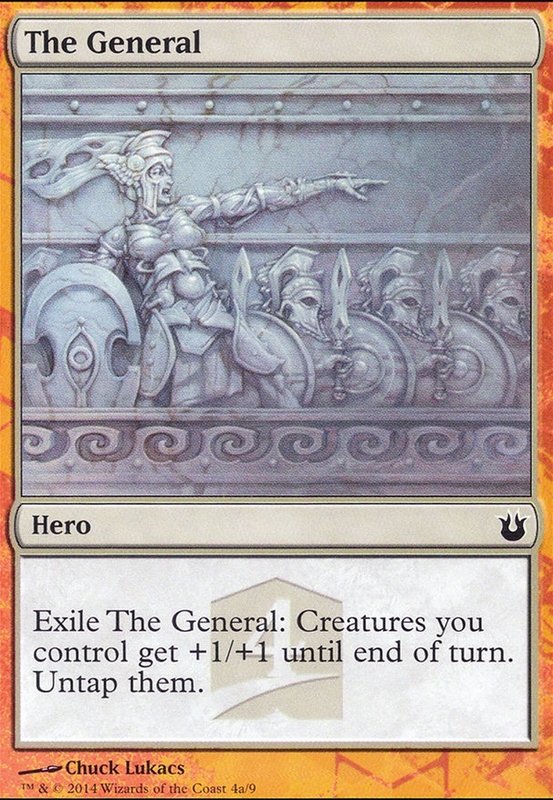 The General
Hero
4
Exile The General: Creatures you
control get +1/+1 until end of turn.
Untap them.
Chuck Lukacs
™ & © 2014 Wizards of the Coast 4a/9